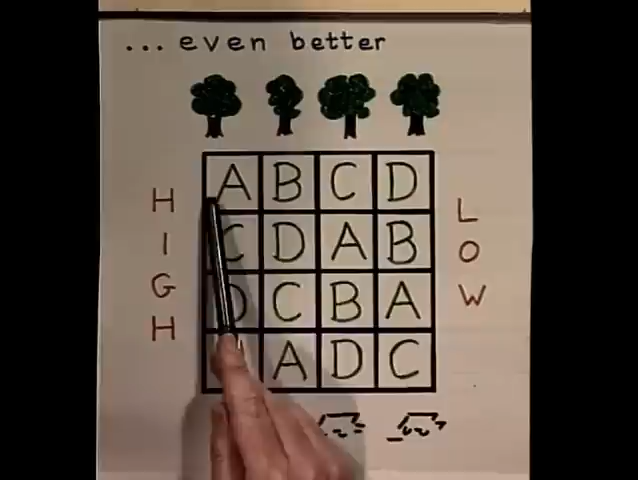 ... even better
A B C D
C D A B
D C B A
A D C
HIGH
LOW